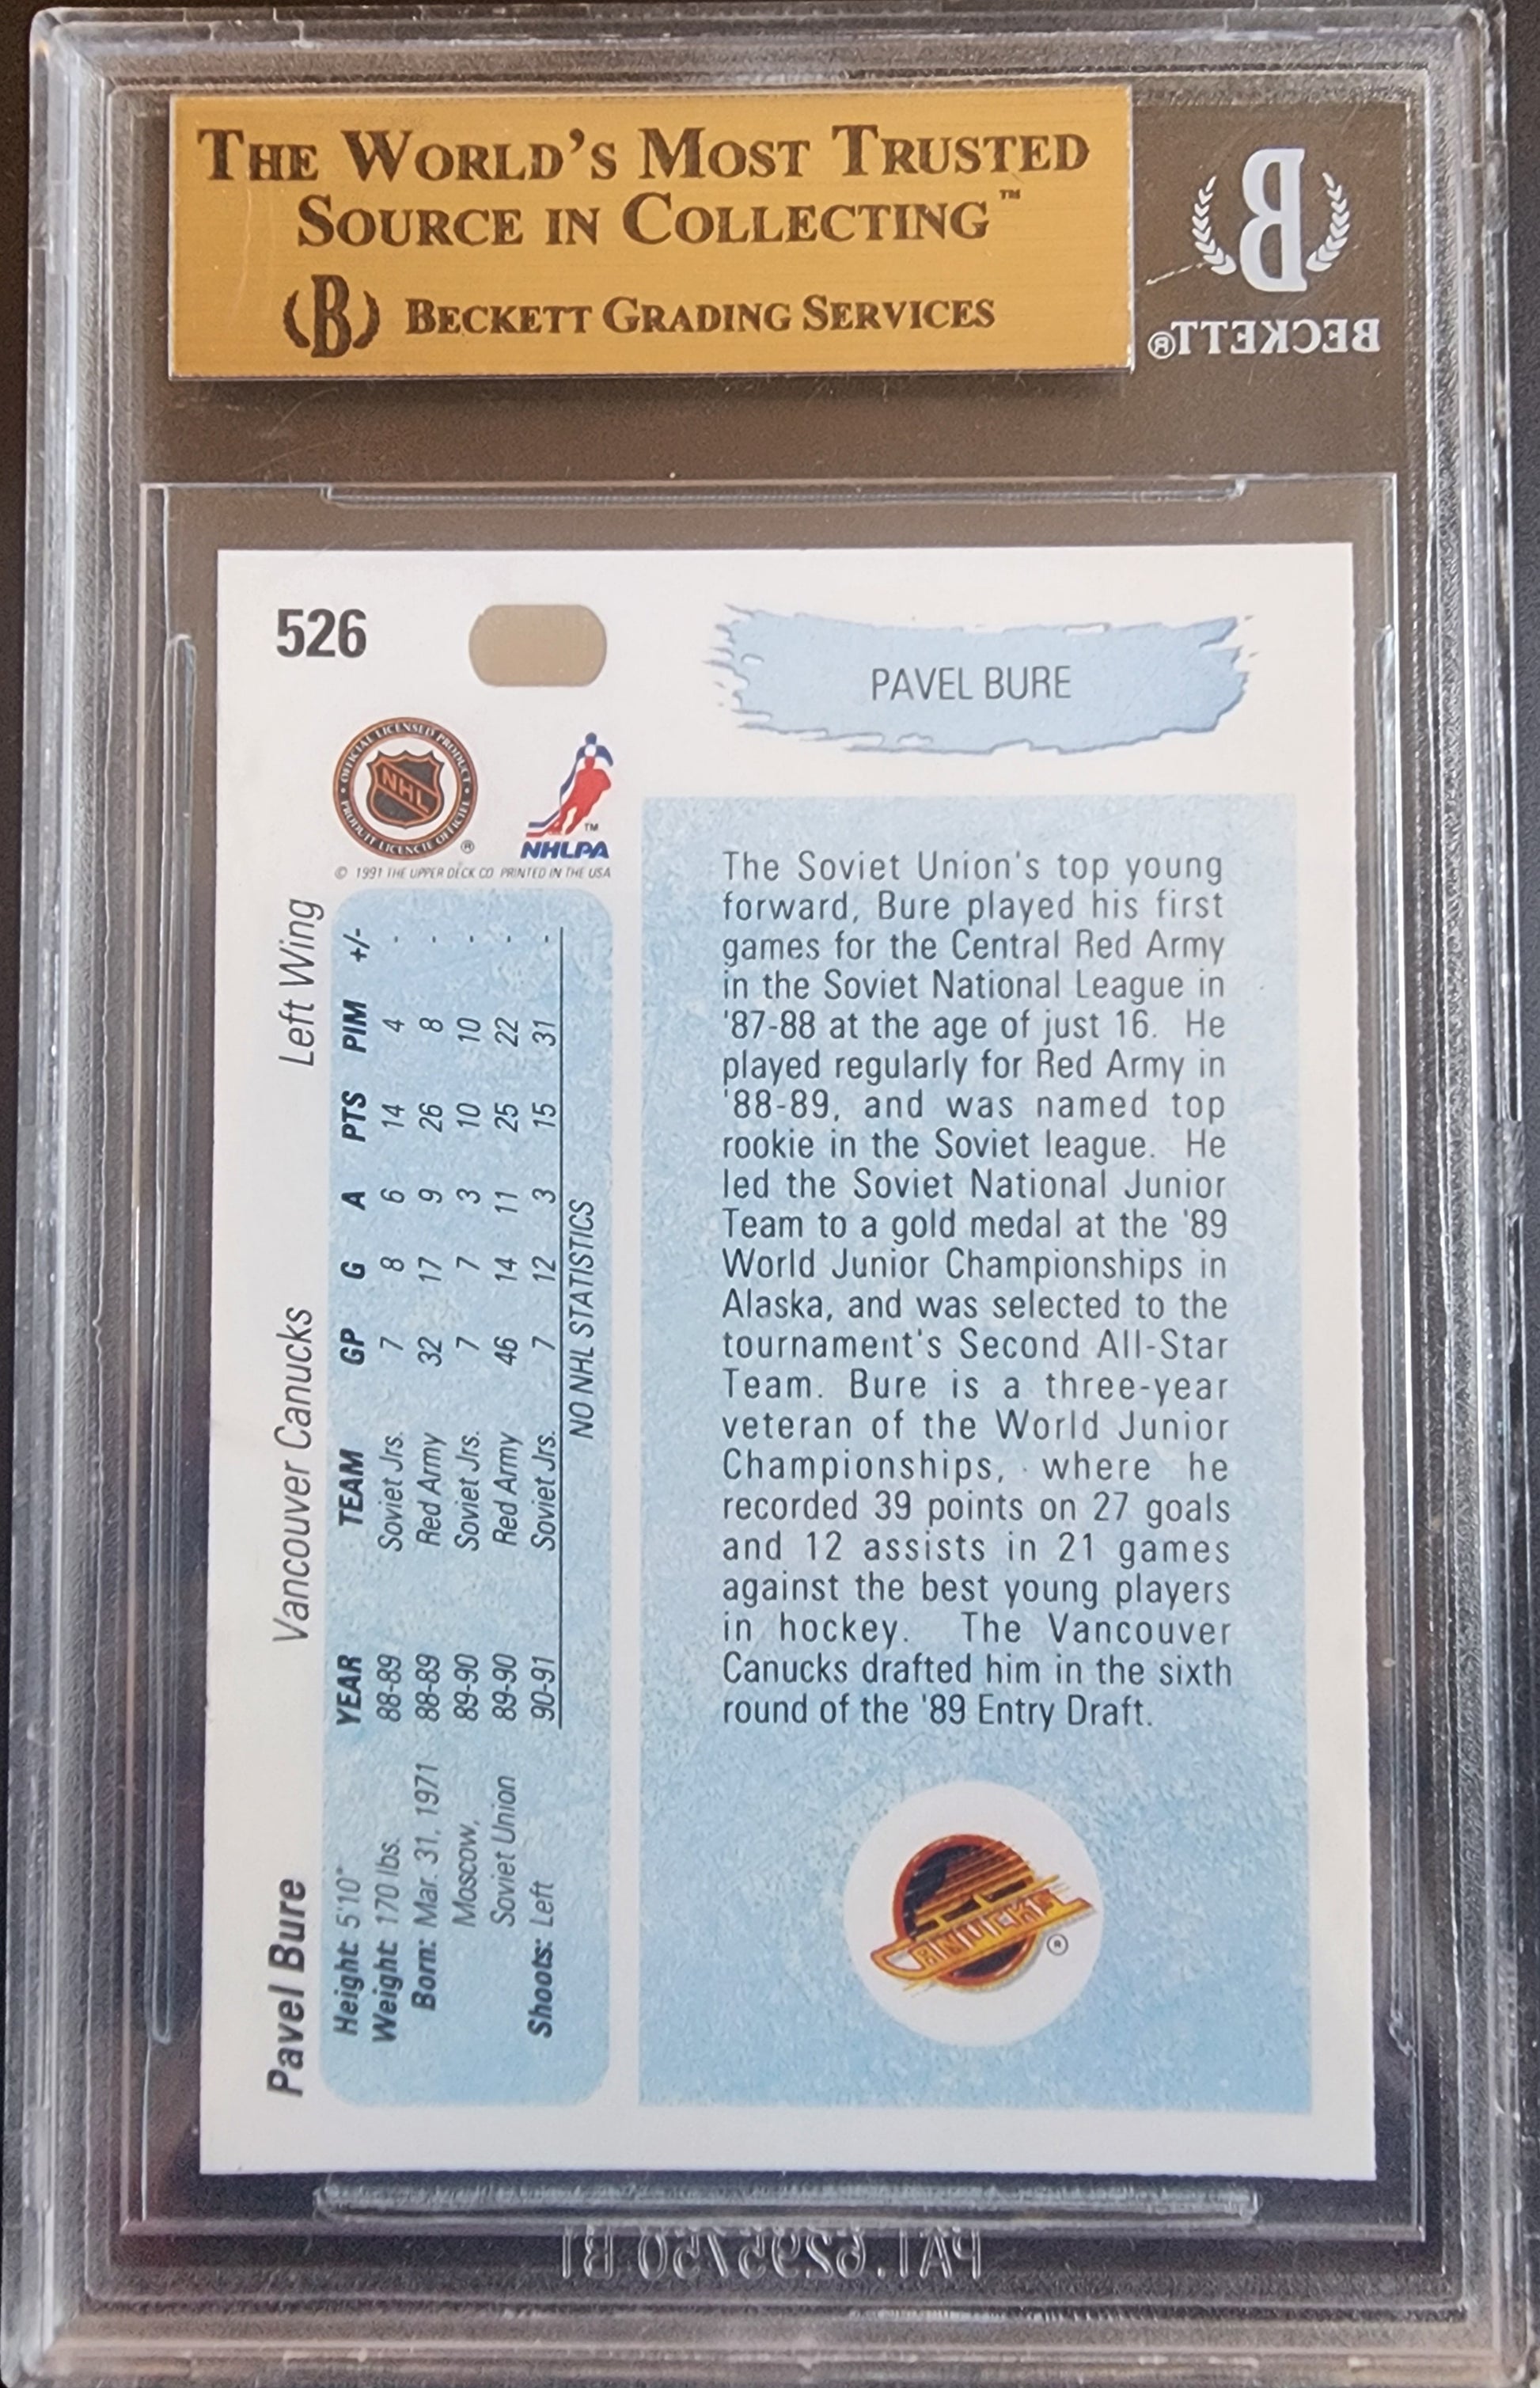 THE WORLD'S MOST TRUSTED
SOURCE IN COLLECTING™
B BECKETT GRADING SERVICES
B
BECKETT®
526
PAVEL BURE
• OFFICIAL LICENSED PRODUCT •
PRODUIT LICENCIÉ OFFICIEL
NHL
®
TM
NHLPA
© 1991 THE UPPER DECK CO. PRINTED IN THE USA
Pavel Bure Vancouver Canucks Left Wing
Height: 5'10"
Weight: 170 lbs.
Born: Mar. 31, 1971
Moscow,
Soviet Union
Shoots: Left
YEAR TEAM GP G A PTS PIM +/-
88-89 Soviet Jrs. 7 8 6 14 4 -
88-89 Red Army 32 17 9 26 8 -
89-90 Soviet Jrs. 7 7 3 10 10 -
89-90 Red Army 46 14 11 25 22 -
90-91 Soviet Jrs. 7 12 3 15 31 -
NO NHL STATISTICS
The Soviet Union's top young
forward, Bure played his first
games for the Central Red Army
in the Soviet National League in
'87-88 at the age of just 16. He
played regularly for Red Army in
'88-89, and was named top
rookie in the Soviet league. He
led the Soviet National Junior
Team to a gold medal at the '89
World Junior Championships in
Alaska, and was selected to the
tournament's Second All-Star
Team. Bure is a three-year
veteran of the World Junior
Championships, where he
recorded 39 points on 27 goals
and 12 assists in 21 games
against the best young players
in hockey. The Vancouver
Canucks drafted him in the sixth
round of the '89 Entry Draft.
CANUCKS
®
PAT. B1